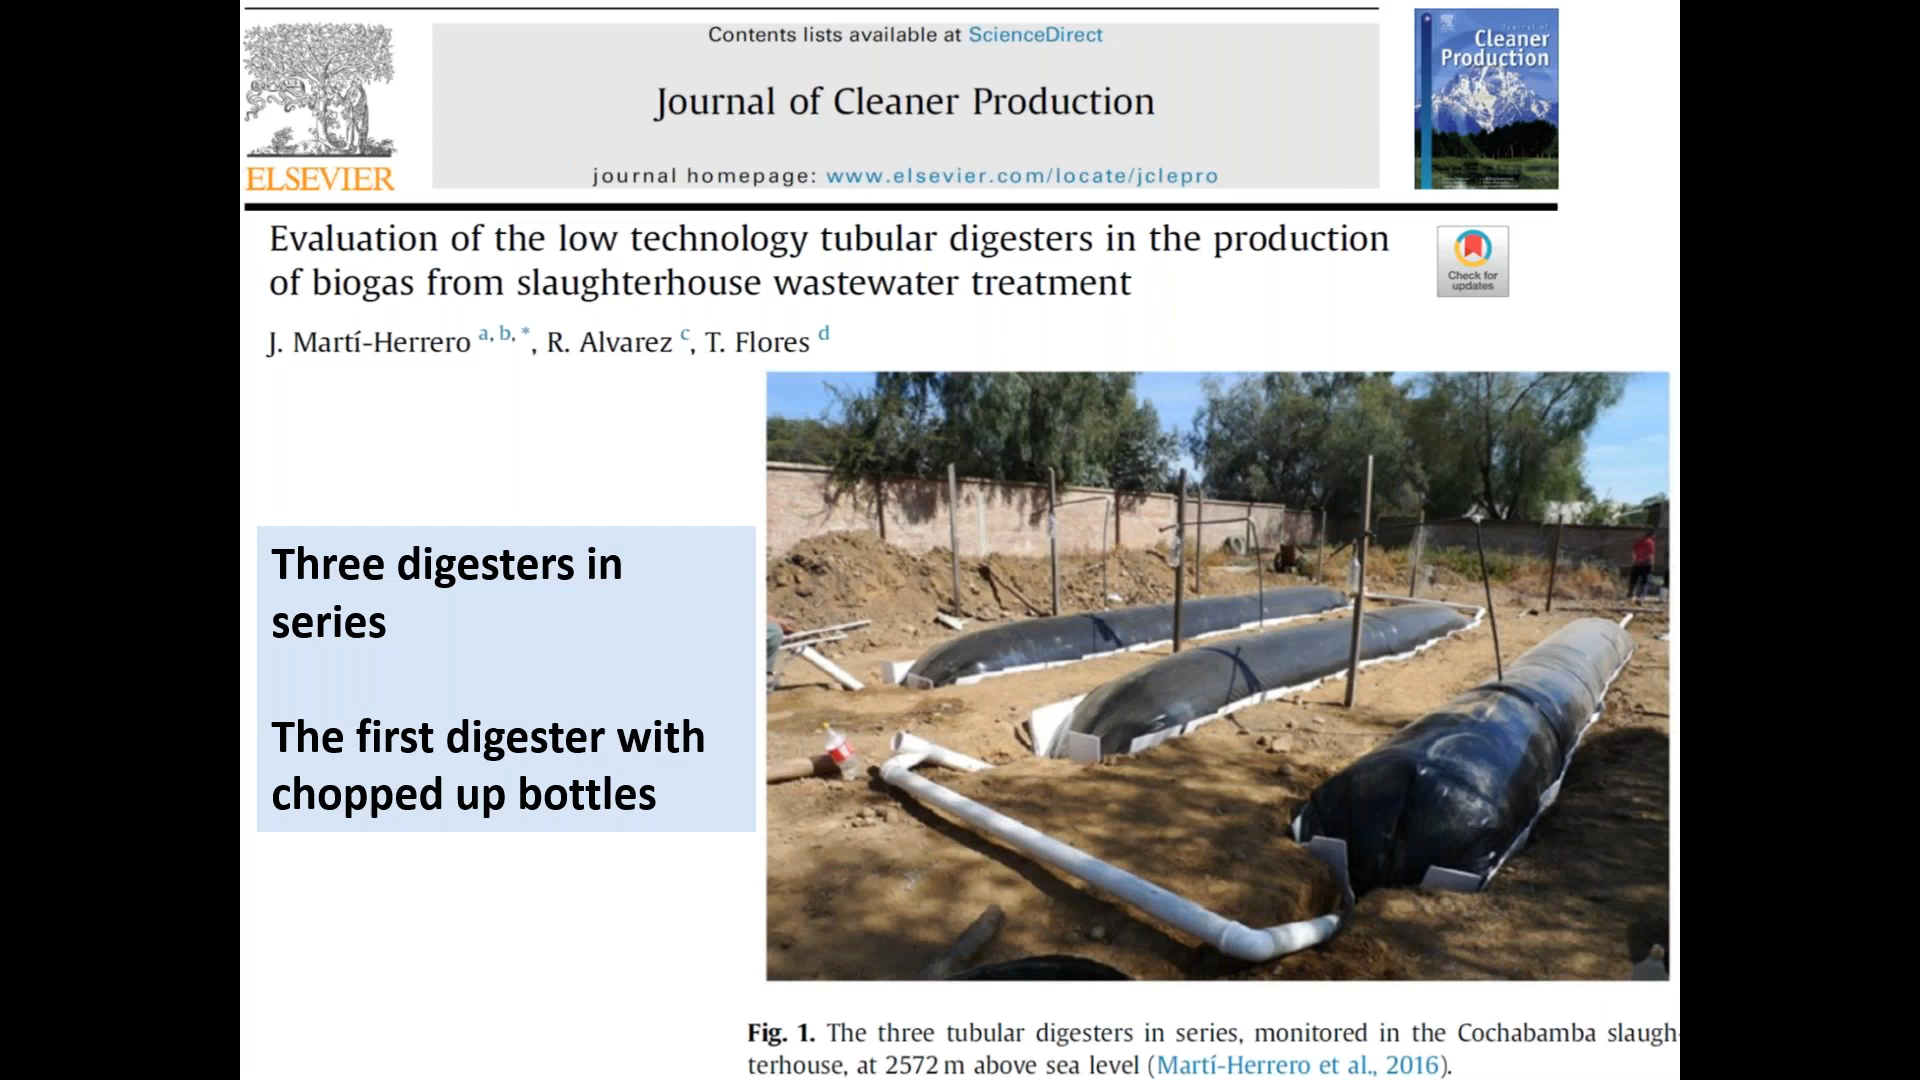 Contents lists available at ScienceDirect
Journal of Cleaner Production
journal homepage: www.elsevier.com/locate/jclepro
ELSEVIER
Cleaner
Production
Evaluation of the low technology tubular digesters in the production
of biogas from slaughterhouse wastewater treatment
Check for
updates
J. Martí-Herrero a, b, *, R. Alvarez c, T. Flores d
Three digesters in
series
The first digester with
chopped up bottles
Fig. 1. The three tubular digesters in series, monitored in the Cochabamba slaugh-
terhouse, at 2572 m above sea level (Martí-Herrero et al., 2016).